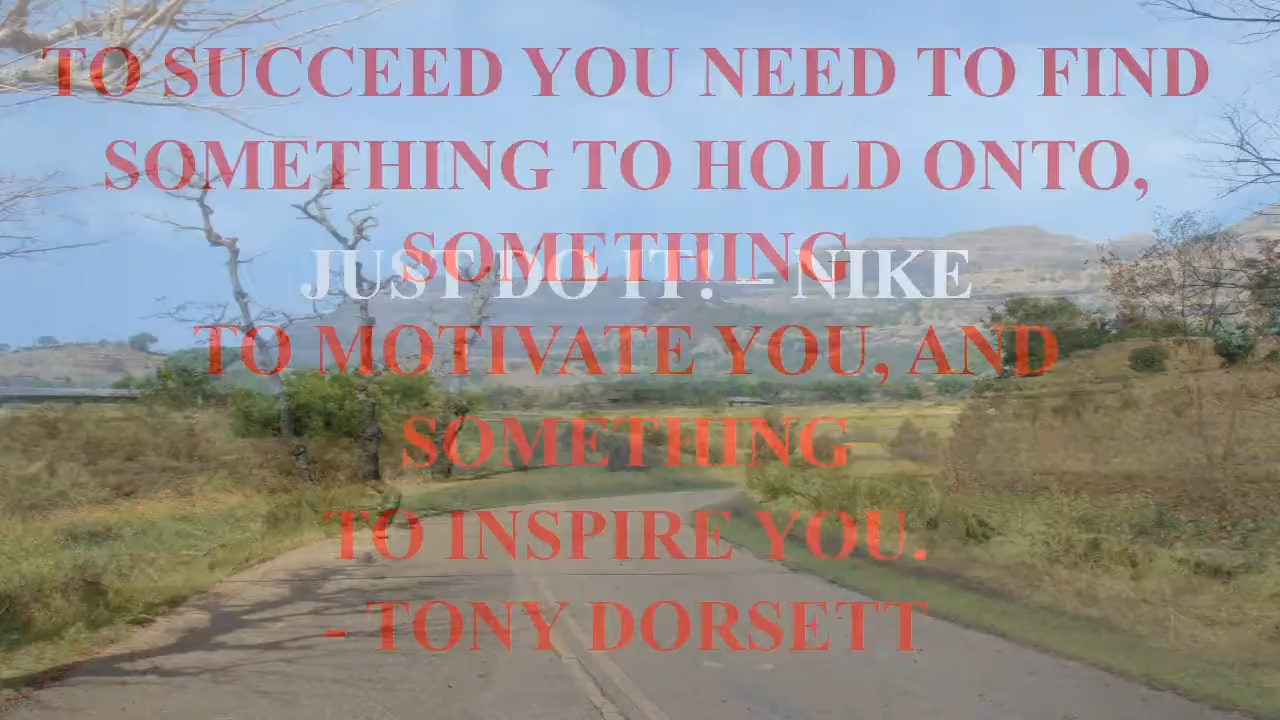 TO SUCCEED YOU NEED TO FIND
SOMETHING TO HOLD ONTO,
SOMETHING
JUST DO IT! – NIKE
TO MOTIVATE YOU, AND
SOMETHING
TO INSPIRE YOU.
- TONY DORSETT